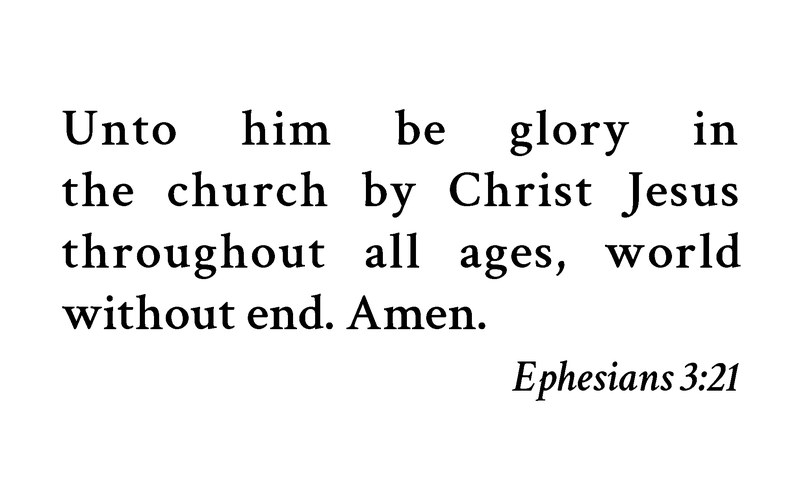 Unto him be glory in
the church by Christ Jesus
throughout all ages, world
without end. Amen.
Ephesians 3:21